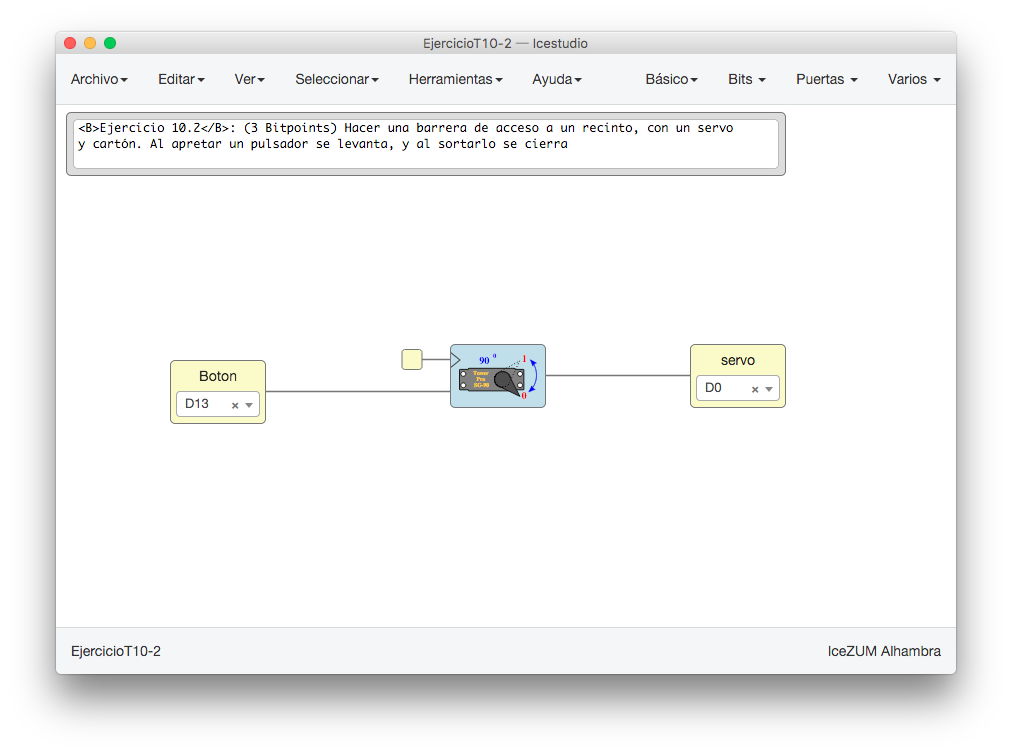 EjercicioT10-2 — Icestudio
Archivo Editar Ver Seleccionar Herramientas Ayuda Básico Bits Puertas Varios
<B>Ejercicio 10.2</B>: (3 Bitpoints) Hacer una barrera de acceso a un recinto, con un servo
y cartón. Al apretar un pulsador se levanta, y al sortarlo se cierra
90 º
1
Tower
Pro
SG-90
0
Boton
D13 ×
servo
D0 ×
EjercicioT10-2
IceZUM Alhambra